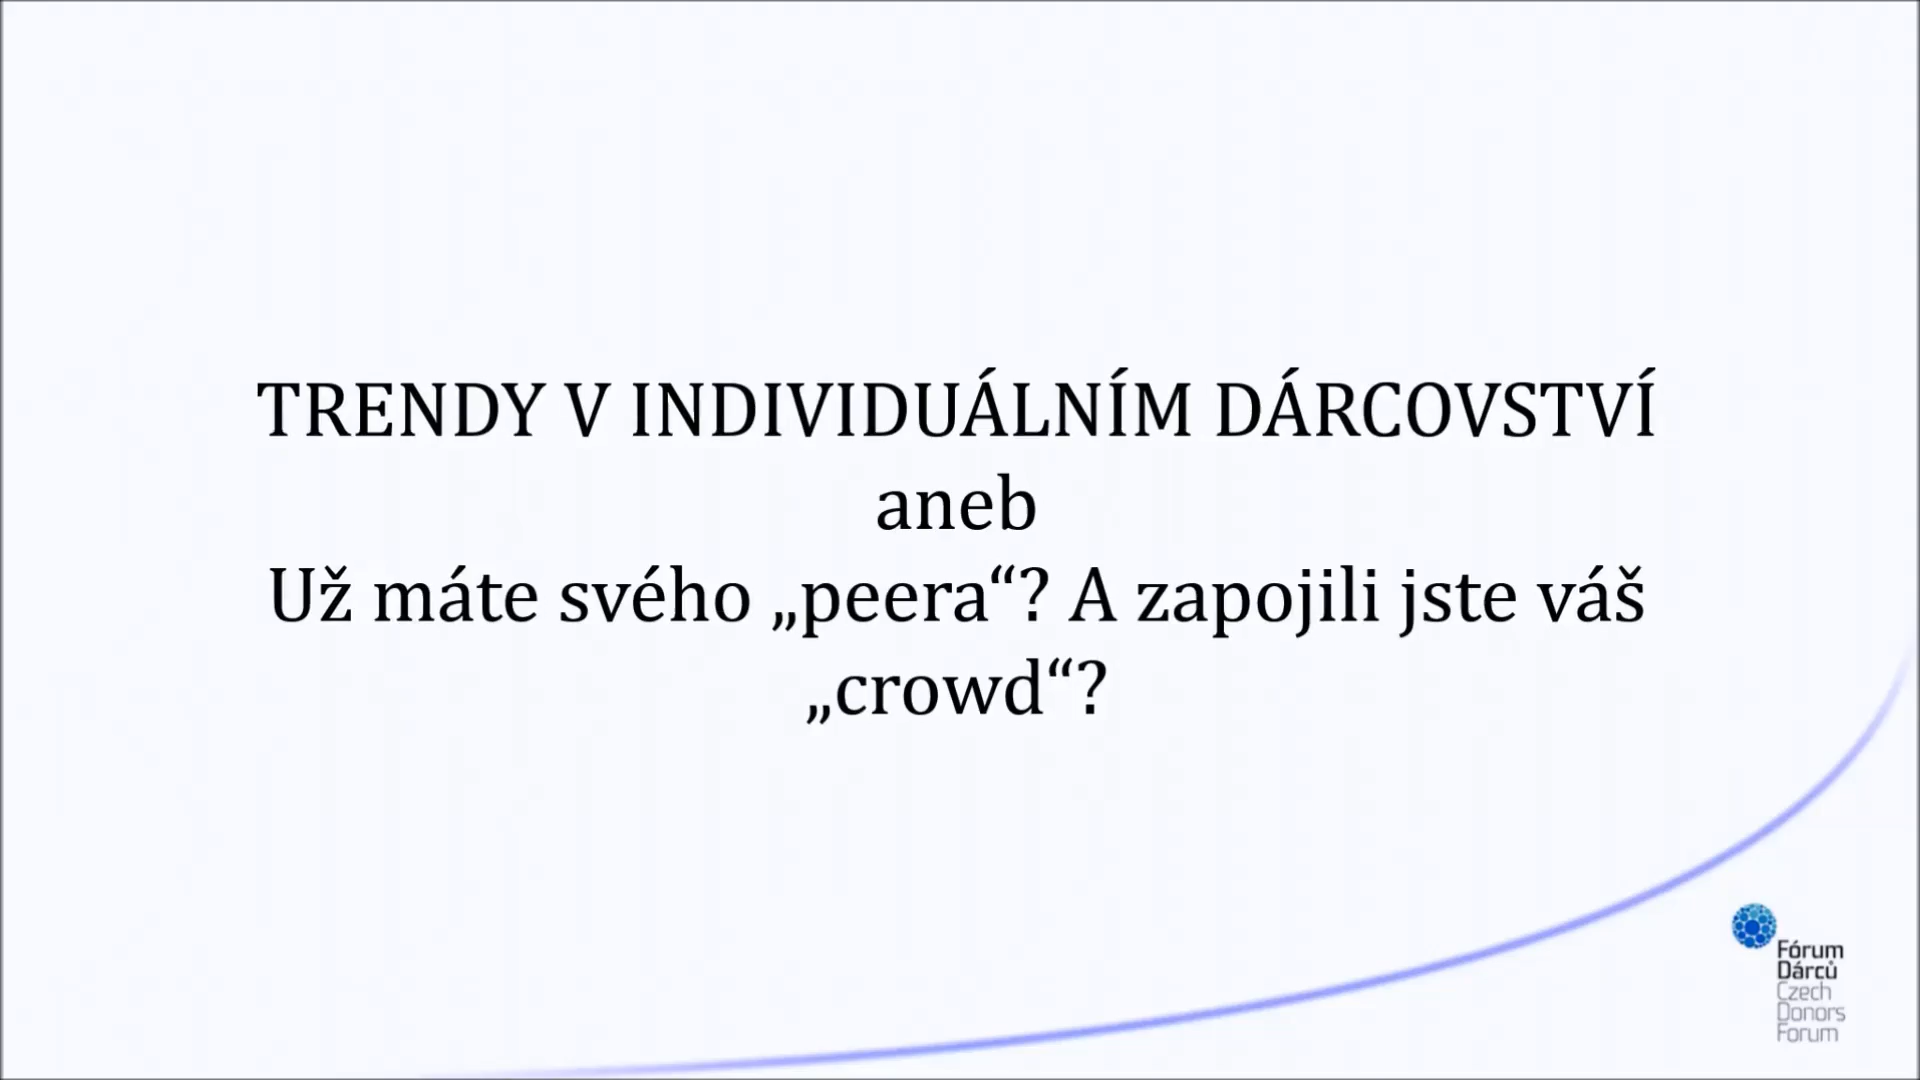 TRENDY V INDIVIDUÁLNÍM DÁRCOVSTVÍ
aneb
Už máte svého „peera“? A zapojili jste váš
„crowd“?
Fórum
Dárců
Czech
Donors
Forum